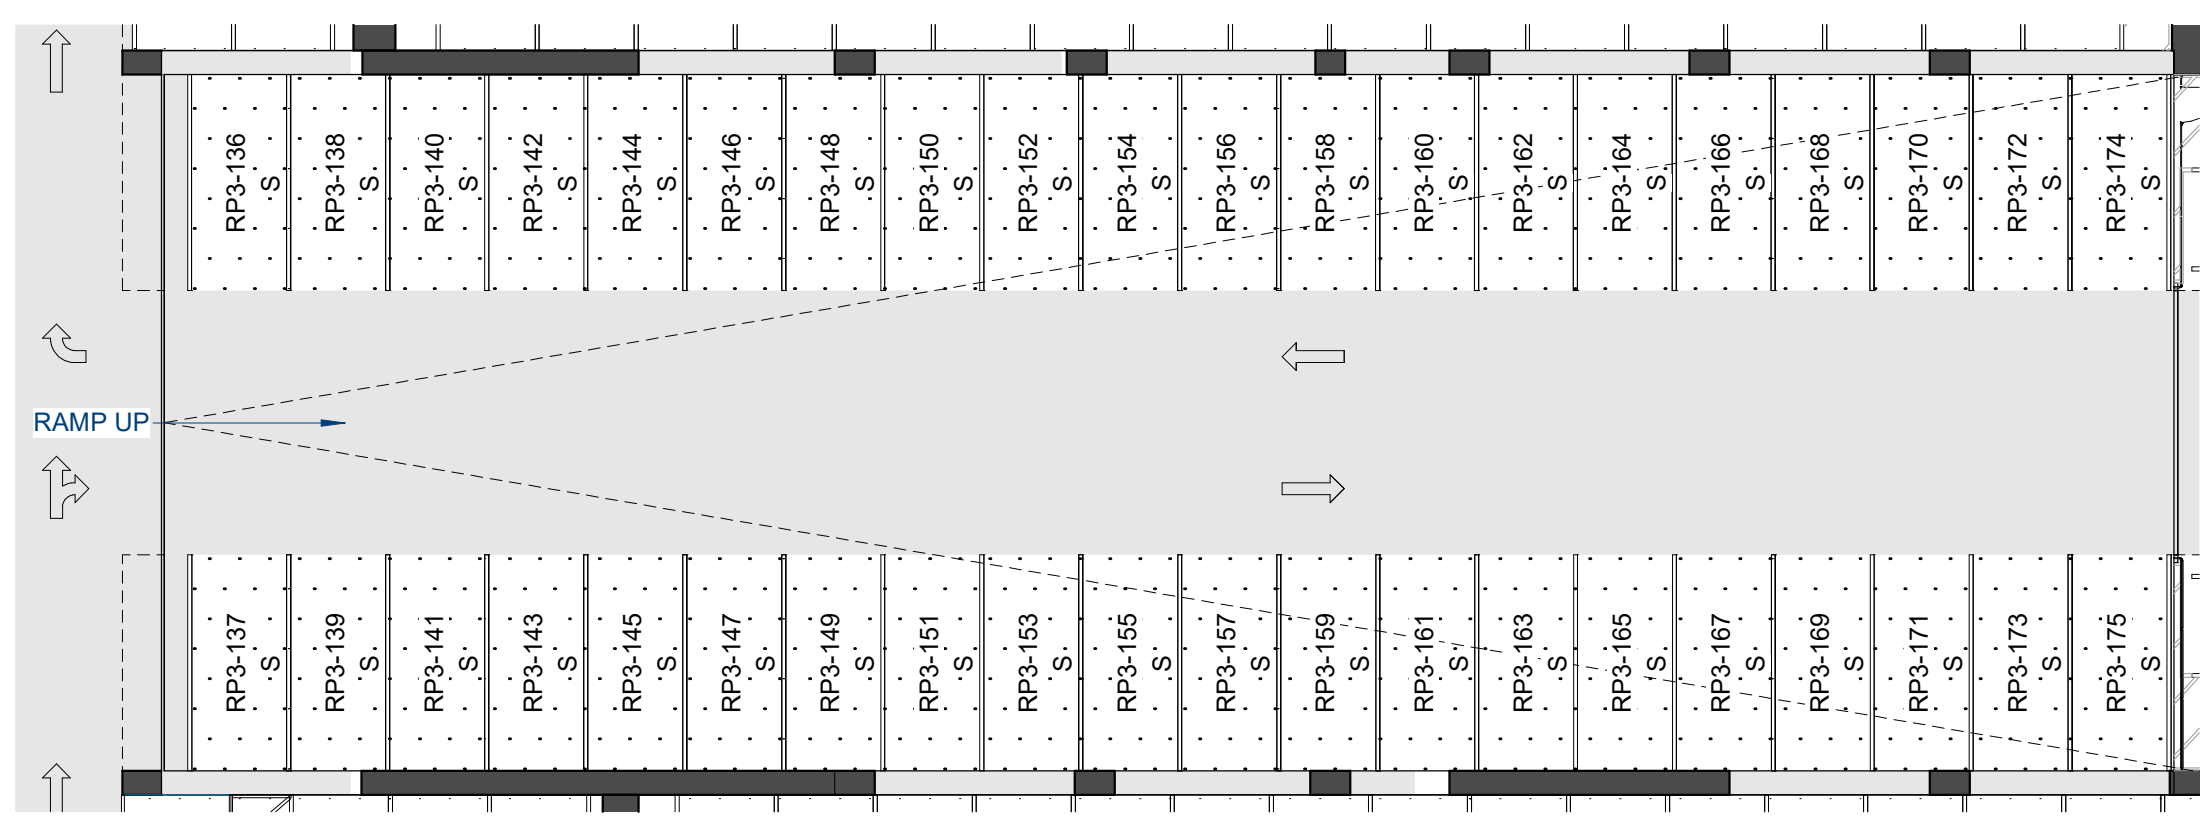 RP3-136
S
RP3-138
S
RP3-140
S
RP3-142
S
RP3-144
S
RP3-146
S
RP3-148
S
RP3-150
S
RP3-152
S
RP3-154
S
RP3-156
S
RP3-158
S
RP3-160
S
RP3-162
S
RP3-164
S
RP3-166
S
RP3-168
S
RP3-170
S
RP3-172
S
RP3-174
S
RAMP UP
RP3-137
S
RP3-139
S
RP3-141
S
RP3-143
S
RP3-145
S
RP3-147
S
RP3-149
S
RP3-151
S
RP3-153
S
RP3-155
S
RP3-157
S
RP3-159
S
RP3-161
S
RP3-163
S
RP3-165
S
RP3-167
S
RP3-169
S
RP3-171
S
RP3-173
S
RP3-175
S